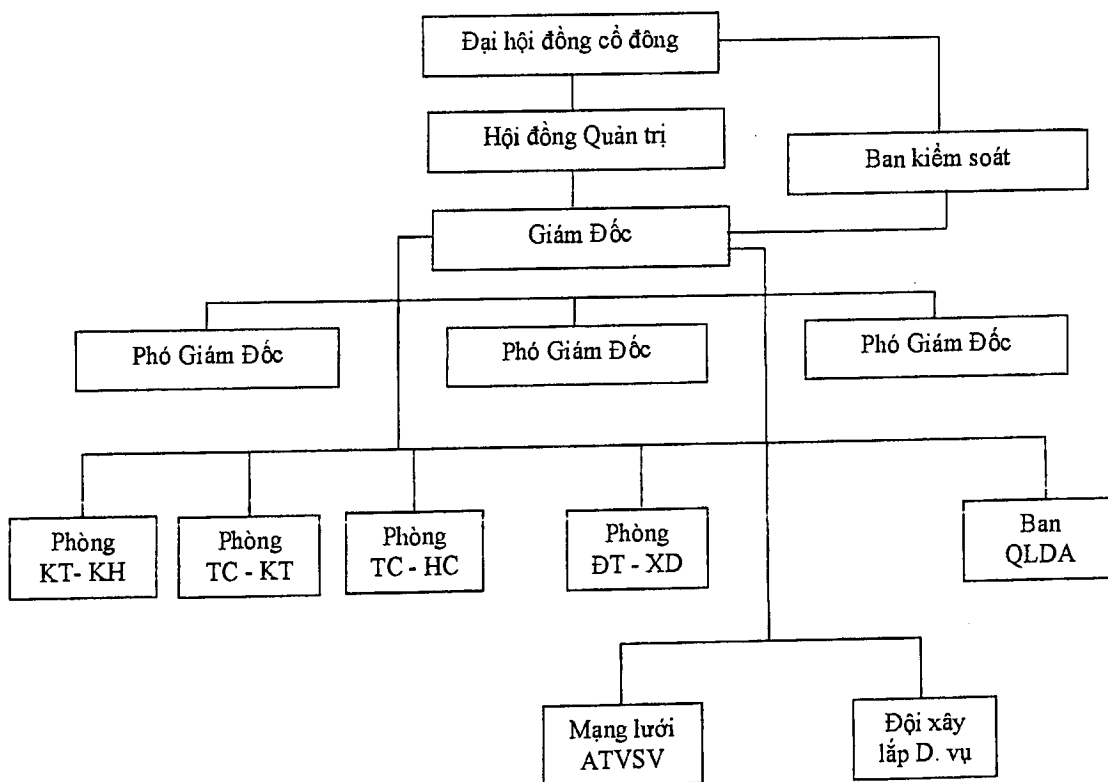 Đại hội đồng cổ đông
Hội đồng Quản trị
Ban kiểm soát
Giám Đốc
Phó Giám Đốc
Phó Giám Đốc
Phó Giám Đốc
Phòng
KT- KH
Phòng
TC - KT
Phòng
TC - HC
Phòng
ĐT - XD
Ban
QLDA
Mạng lưới
ATVSV
Đội xây
lắp D. vụ